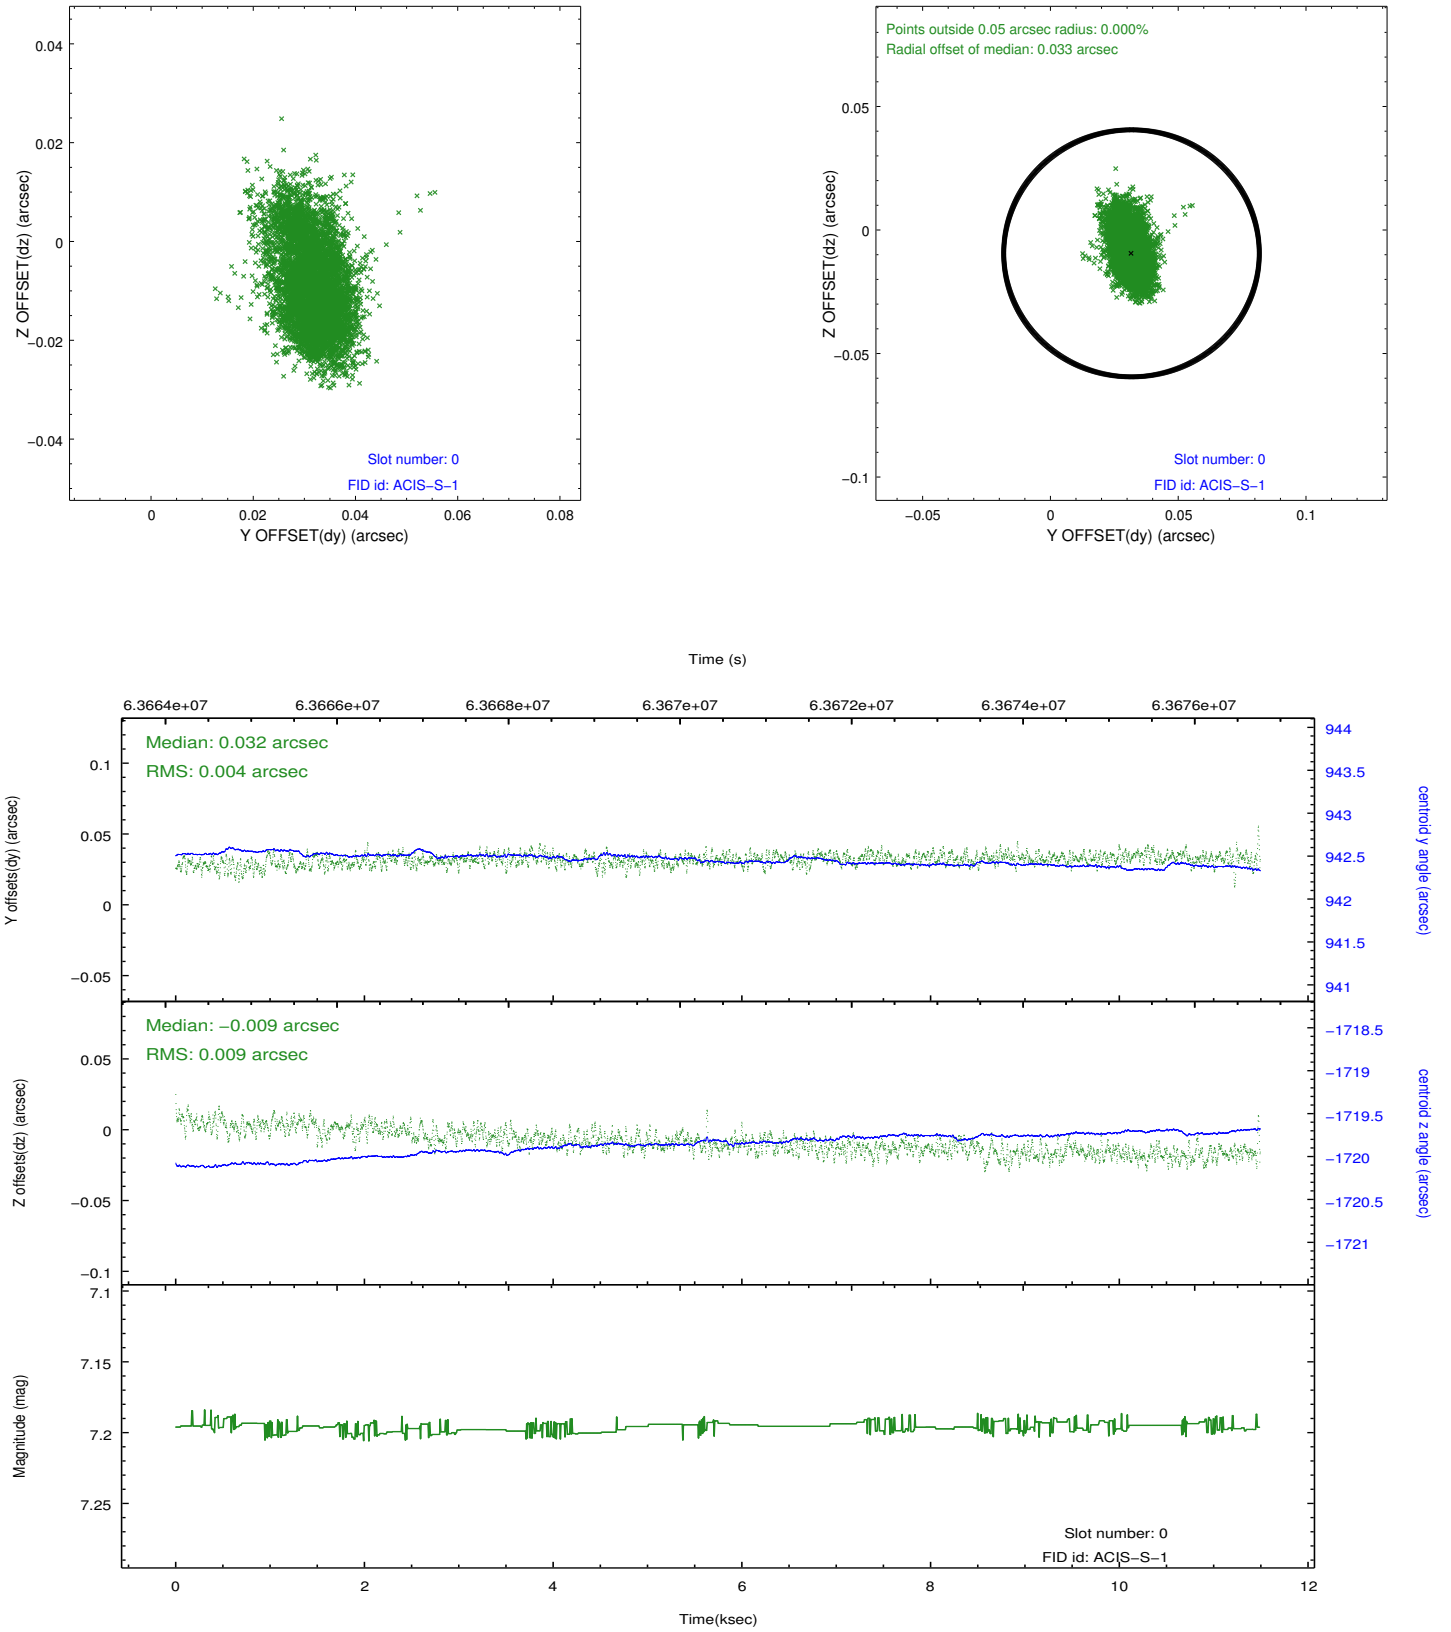 0.04
0.02
0
−0.02
−0.04
Z OFFSET(dz) (arcsec)
Slot number: 0
FID id: ACIS−S−1
0
0.02
0.04
0.06
0.08
Y OFFSET(dy) (arcsec)
Points outside 0.05 arcsec radius: 0.000%
Radial offset of median: 0.033 arcsec
0.05
0
−0.05
−0.1
Z OFFSET(dz) (arcsec)
Slot number: 0
FID id: ACIS−S−1
−0.05
0
0.05
0.1
Y OFFSET(dy) (arcsec)
Time (s)
6.3664e+07
6.3666e+07
6.3668e+07
6.367e+07
6.3672e+07
6.3674e+07
6.3676e+07
Median: 0.032 arcsec
RMS: 0.004 arcsec
0.1
0.05
0
−0.05
Y offsets(dy) (arcsec)
944
943.5
943
942.5
942
941.5
941
centroid y angle (arcsec)
Median: −0.009 arcsec
RMS: 0.009 arcsec
0.05
0
−0.05
−0.1
Z offsets(dz) (arcsec)
−1718.5
−1719
−1719.5
−1720
−1720.5
−1721
centroid z angle (arcsec)
7.1
7.15
7.2
7.25
Magnitude (mag)
Slot number: 0
FID id: ACIS−S−1
0
2
4
6
8
10
12
Time(ksec)